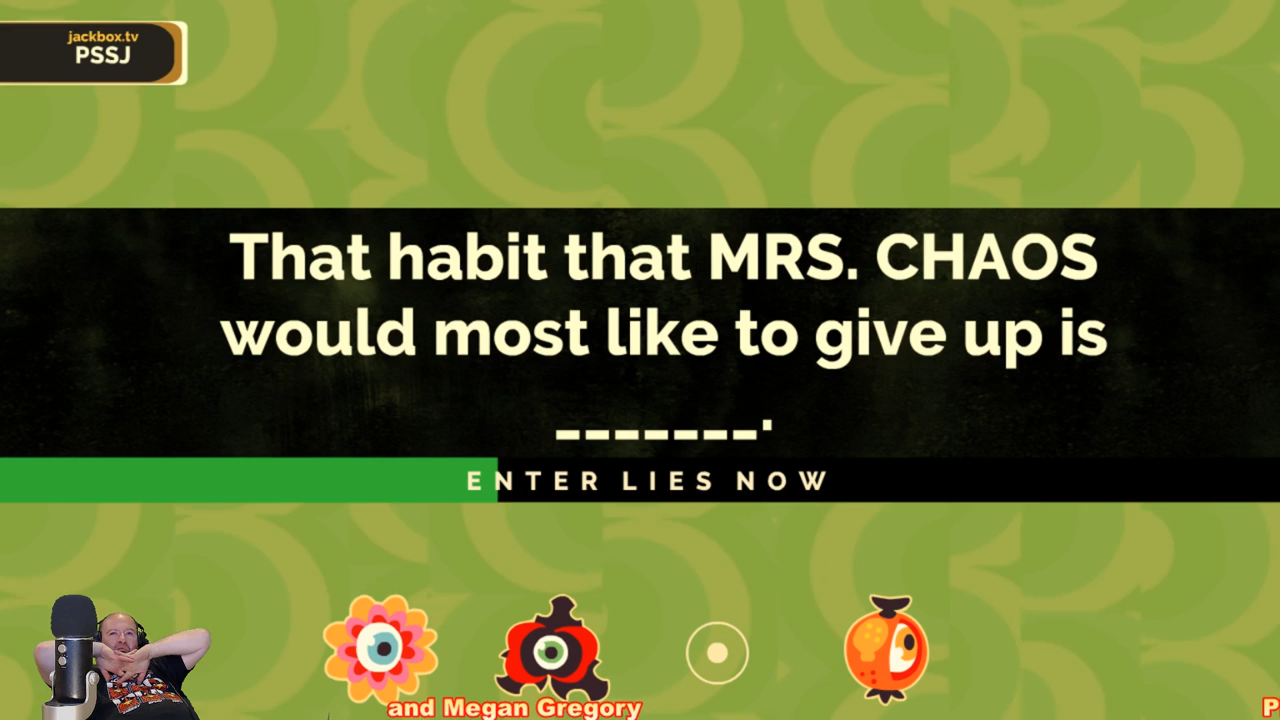 jackbox.tv
PSSJ
That habit that MRS. CHAOS
would most like to give up is
_______.
ENTER LIES NOW
and Megan Gregory
P